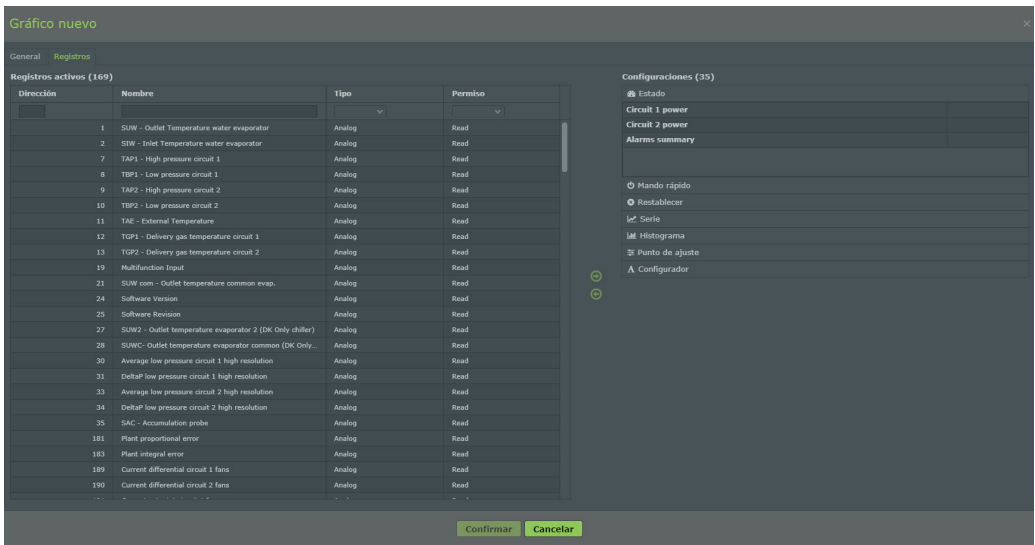 Gráfico nuevo
General Registros
Registros activos (169)
Dirección Nombre Tipo Permiso
1 SUW - Outlet Temperature water evaporator Analog Read
2 SIW - Inlet Temperature water evaporator Analog Read
7 TAP1 - High pressure circuit 1 Analog Read
8 TBP1 - Low pressure circuit 1 Analog Read
9 TAP2 - High pressure circuit 2 Analog Read
10 TBP2 - Low pressure circuit 2 Analog Read
11 TAE - External Temperature Analog Read
12 TGP1 - Delivery gas temperature circuit 1 Analog Read
13 TGP2 - Delivery gas temperature circuit 2 Analog Read
19 Multifunction Input Analog Read
21 SUW com - Outlet temperature common evap. Analog Read
24 Software Version Analog Read
25 Software Revision Analog Read
27 SUW2 - Outlet temperature evaporator 2 (DK Only chiller) Analog Read
28 SUWC- Outlet temperature evaporator common (DK Only... Analog Read
30 Average low pressure circuit 1 high resolution Analog Read
31 DeltaP low pressure circuit 1 high resolution Analog Read
33 Average low pressure circuit 2 high resolution Analog Read
34 DeltaP low pressure circuit 2 high resolution Analog Read
35 SAC - Accumulation probe Analog Read
181 Plant proportional error Analog Read
183 Plant integral error Analog Read
189 Current differential circuit 1 fans Analog Read
190 Current differential circuit 2 fans Analog Read
Configuraciones (35)
Estado
Circuit 1 power
Circuit 2 power
Alarms summary
Mando rápido
Restablecer
Serie
Histograma
Punto de ajuste
Configurador
Confirmar Cancelar